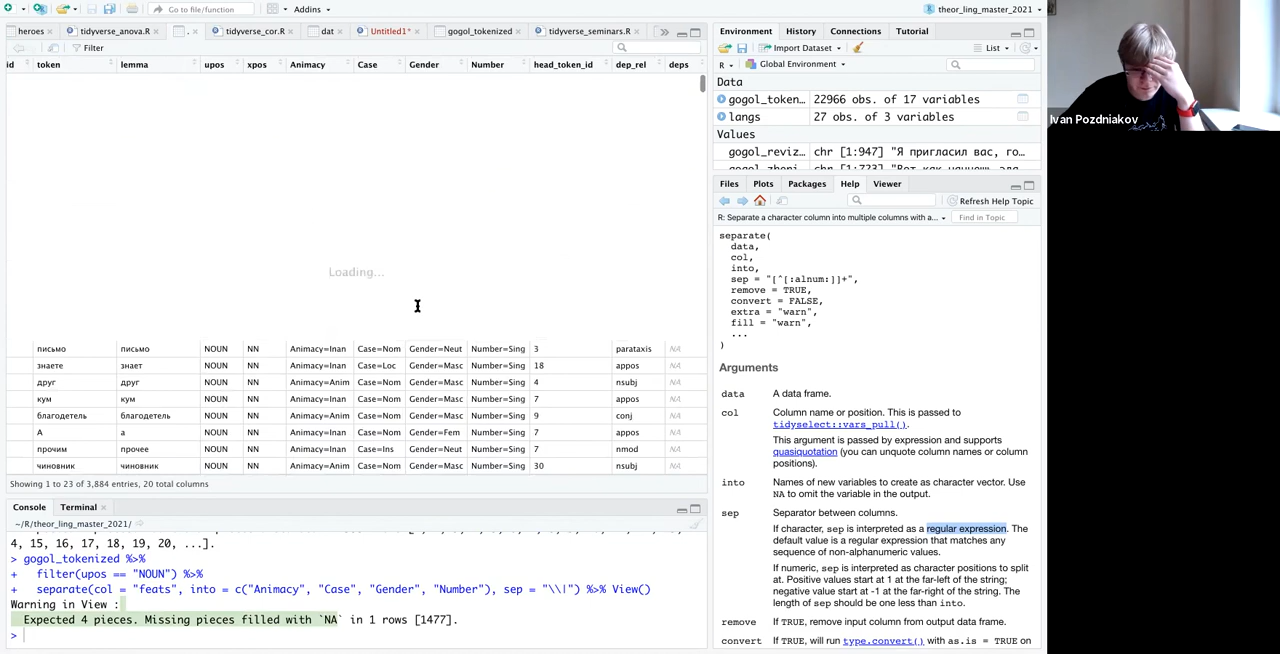 Go to file/function
Addins
theor_ling_master_2021
heroes × tidyverse_anova.R × . × tidyverse_cor.R × dat × Untitled1* × gogol_tokenized × tidyverse_seminars.R ×
Filter
id token lemma upos xpos Animacy Case Gender Number head_token_id dep_rel deps
Loading...
письмо письмо NOUN NN Animacy=Inan Case=Nom Gender=Neut Number=Sing 3 parataxis NA
знаете знает NOUN NN Animacy=Inan Case=Loc Gender=Masc Number=Sing 18 appos NA
друг друг NOUN NN Animacy=Anim Case=Nom Gender=Masc Number=Sing 4 nsubj NA
кум кум NOUN NN Animacy=Inan Case=Nom Gender=Masc Number=Sing 7 appos NA
благодетель благодетель NOUN NN Animacy=Anim Case=Nom Gender=Masc Number=Sing 9 conj NA
А а NOUN NN Animacy=Inan Case=Nom Gender=Fem Number=Sing 7 appos NA
прочим прочее NOUN NN Animacy=Inan Case=Ins Gender=Neut Number=Sing 7 nmod NA
чиновник чиновник NOUN NN Animacy=Anim Case=Nom Gender=Masc Number=Sing 30 nsubj NA
Showing 1 to 23 of 3,884 entries, 20 total columns
Console Terminal ×
~/R/theor_ling_master_2021/
4, 15, 16, 17, 18, 19, 20, ...].
> gogol_tokenized %>%
+ filter(upos == "NOUN") %>%
+ separate(col = "feats", into = c("Animacy", "Case", "Gender", "Number"), sep = "\\|") %>% View()
Warning in View :
Expected 4 pieces. Missing pieces filled with `NA` in 1 rows [1477].
>
Environment History Connections Tutorial
Import Dataset List
R Global Environment
Data
gogol_token… 22966 obs. of 17 variables
langs 27 obs. of 3 variables
Values
gogol_reviz… chr [1:947] "Я пригласил вас, го…
Files Plots Packages Help Viewer
Refresh Help Topic
R: Separate a character column into multiple columns with a... Find in Topic
separate(
data,
col,
into,
sep = "[^[:alnum:]]+",
remove = TRUE,
convert = FALSE,
extra = "warn",
fill = "warn",
...
)
Arguments
data A data frame.
col Column name or position. This is passed to
tidyselect::vars_pull().
This argument is passed by expression and supports
quasiquotation (you can unquote column names or column
positions).
into Names of new variables to create as character vector. Use
NA to omit the variable in the output.
sep Separator between columns.
If character, sep is interpreted as a regular expression. The
default value is a regular expression that matches any
sequence of non-alphanumeric values.
If numeric, sep is interpreted as character positions to split
at. Positive values start at 1 at the far-left of the string;
negative value start at -1 at the far-right of the string. The
length of sep should be one less than into.
remove If TRUE, remove input column from output data frame.
convert If TRUE, will run type.convert() with as.is = TRUE on
Ivan Pozdniakov